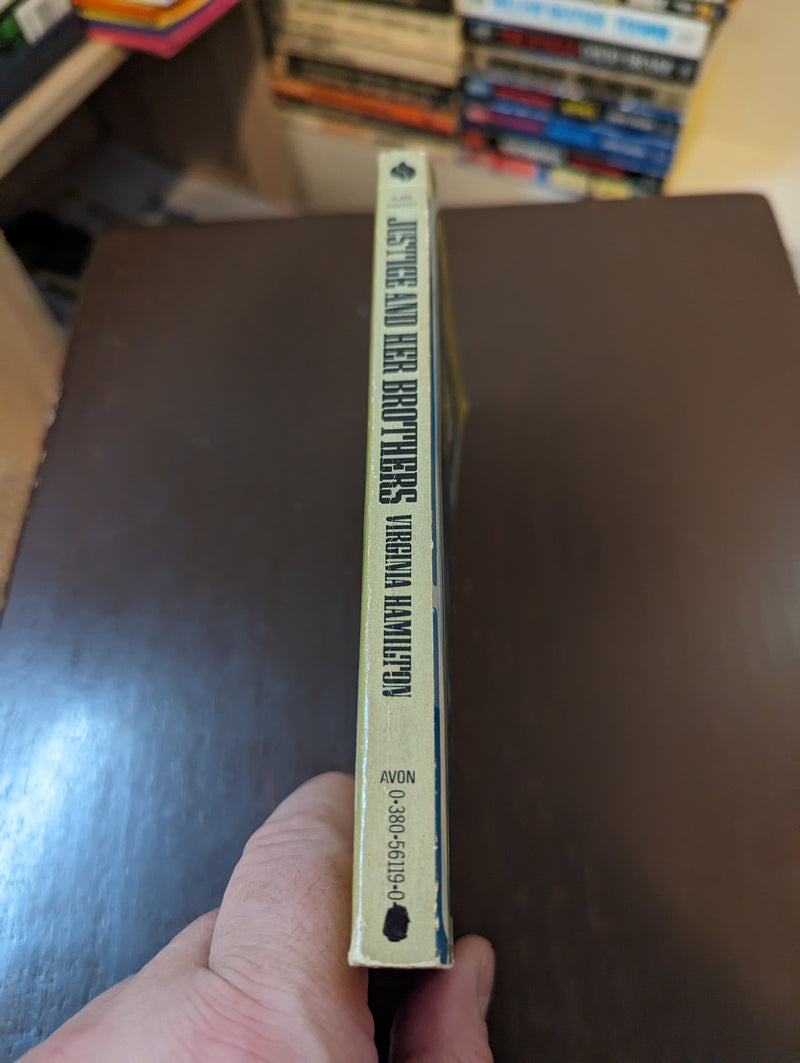 JUSTICE AND HER BROTHERS VIRGINIA HAMILTON
AVON
0·380·56119·0